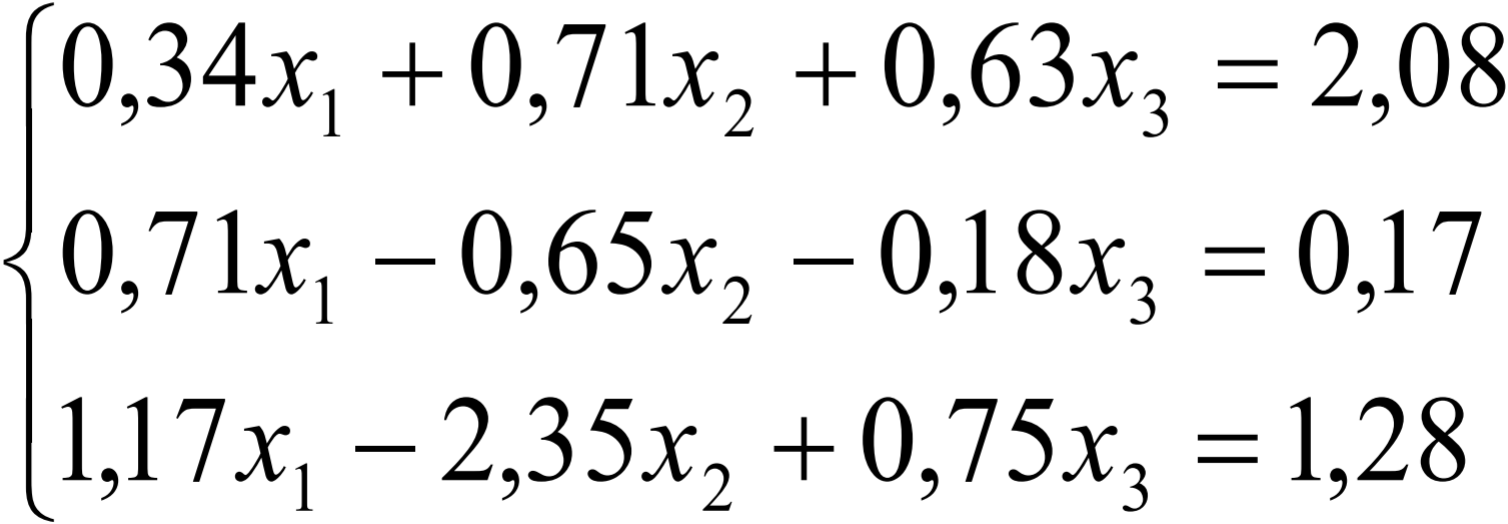 0,34x₁ + 0,71x₂ + 0,63x₃ = 2,08
0,71x₁ − 0,65x₂ − 0,18x₃ = 0,17
1,17x₁ − 2,35x₂ + 0,75x₃ = 1,28